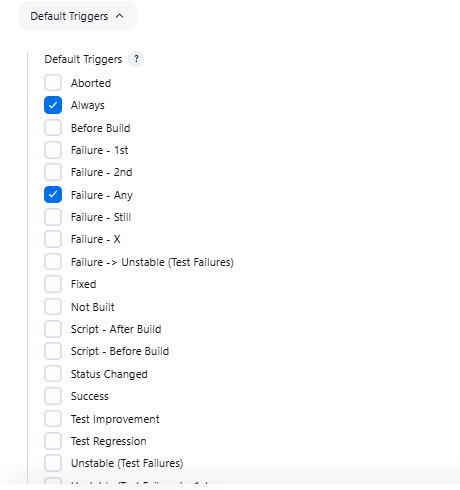 Default Triggers
Default Triggers ?
Aborted
Always
Before Build
Failure - 1st
Failure - 2nd
Failure - Any
Failure - Still
Failure - X
Failure -> Unstable (Test Failures)
Fixed
Not Built
Script - After Build
Script - Before Build
Status Changed
Success
Test Improvement
Test Regression
Unstable (Test Failures)